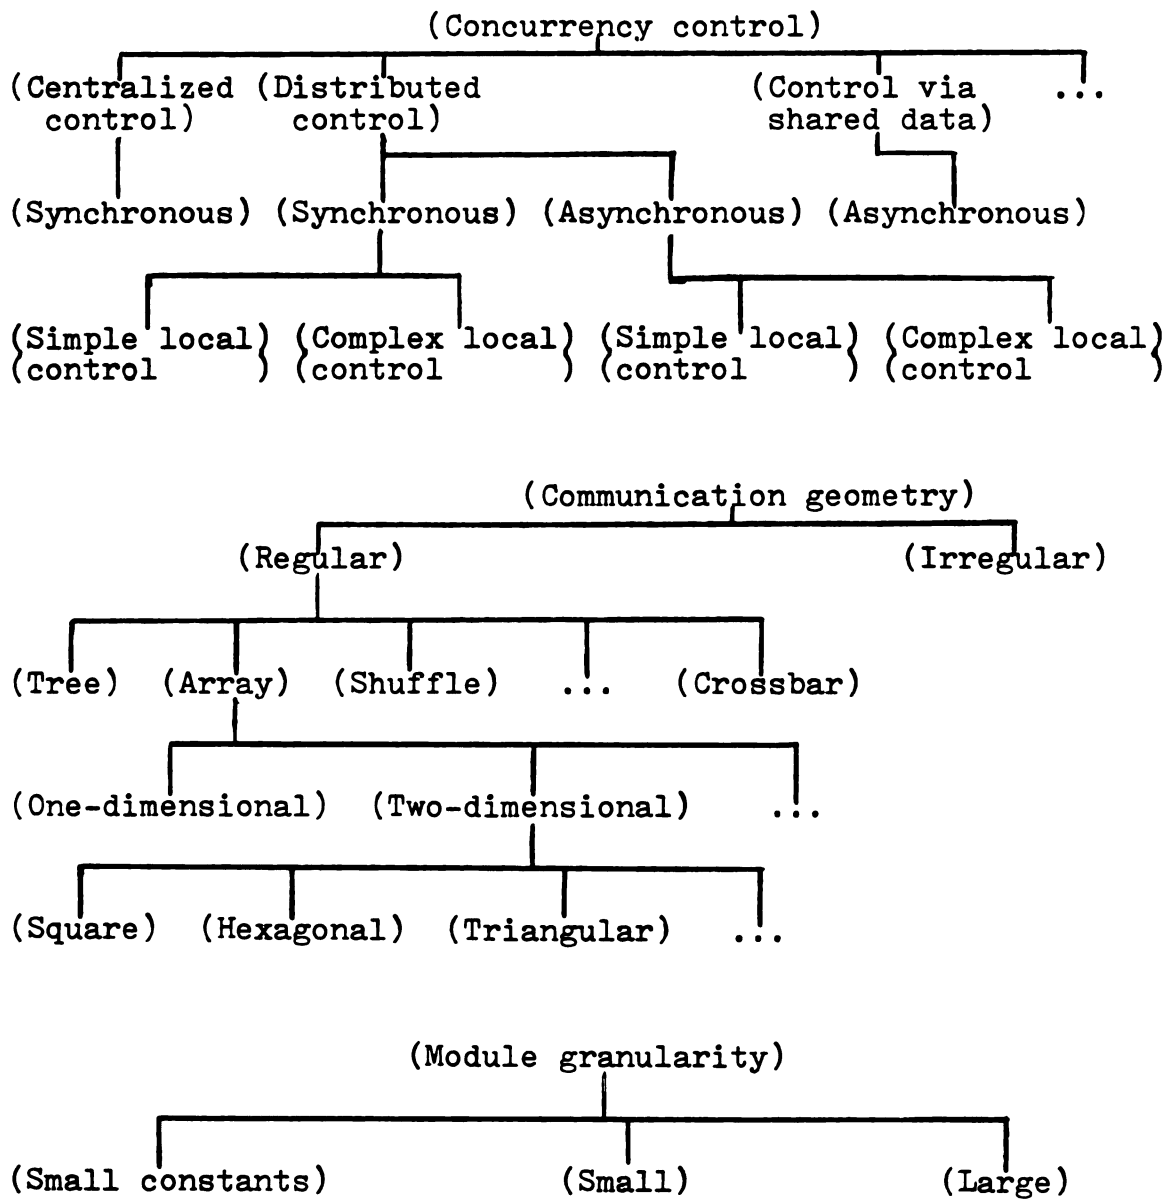 (Concurrency control)
(Centralized (Distributed (Control via ...
control) control) shared data)
(Synchronous) (Synchronous) (Asynchronous) (Asynchronous)
(Simple local) (Complex local) (Simple local) (Complex local)
(control ) (control ) (control ) (control )
(Communication geometry)
(Regular) (Irregular)
(Tree) (Array) (Shuffle) ... (Crossbar)
(One-dimensional) (Two-dimensional) ...
(Square) (Hexagonal) (Triangular) ...
(Module granularity)
(Small constants) (Small) (Large)